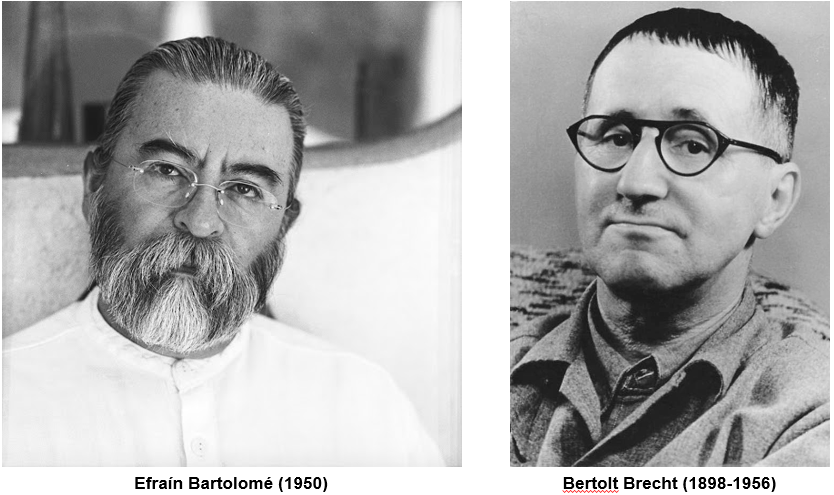 Efraín Bartolomé (1950)
Bertolt Brecht (1898-1956)